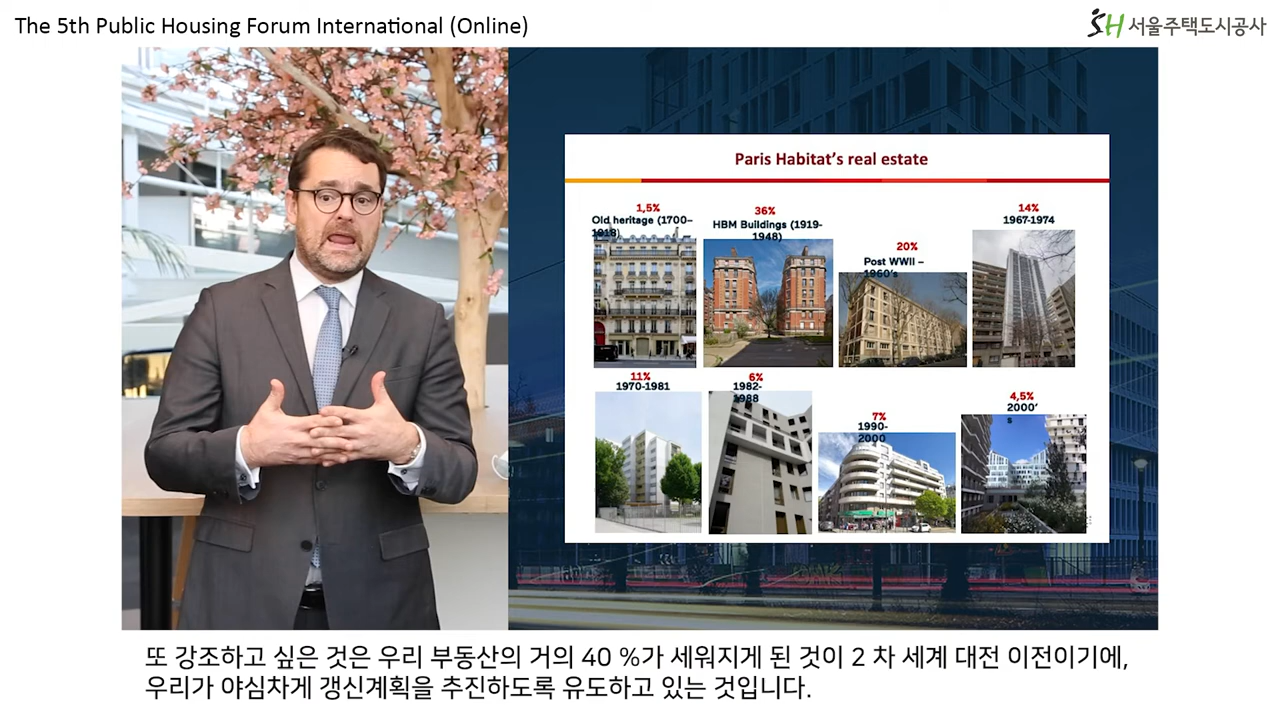 The 5th Public Housing Forum International (Online)
SH 서울주택도시공사
Paris Habitat's real estate
1,5%
Old heritage (1700–
1918)
36%
HBM Buildings (1919-
1948)
20%
Post WWII –
1960's
14%
1967-1974
11%
1970-1981
6%
1982-
1988
7%
1990-
2000
4,5%
2000'
s
또 강조하고 싶은 것은 우리 부동산의 거의 40 %가 세워지게 된 것이 2 차 세계 대전 이전이기에,
우리가 야심차게 갱신계획을 추진하도록 유도하고 있는 것입니다.